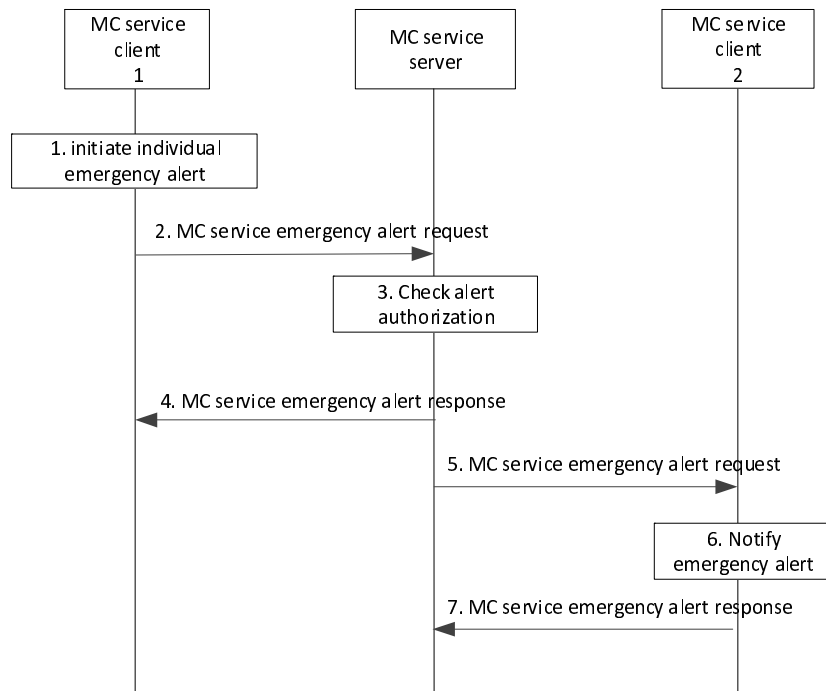 MC service
client
1
MC service
server
MC service
client
2
1. initiate individual
emergency alert
2. MC service emergency alert request
3. Check alert
authorization
4. MC service emergency alert response
5. MC service emergency alert request
6. Notify
emergency alert
7. MC service emergency alert response